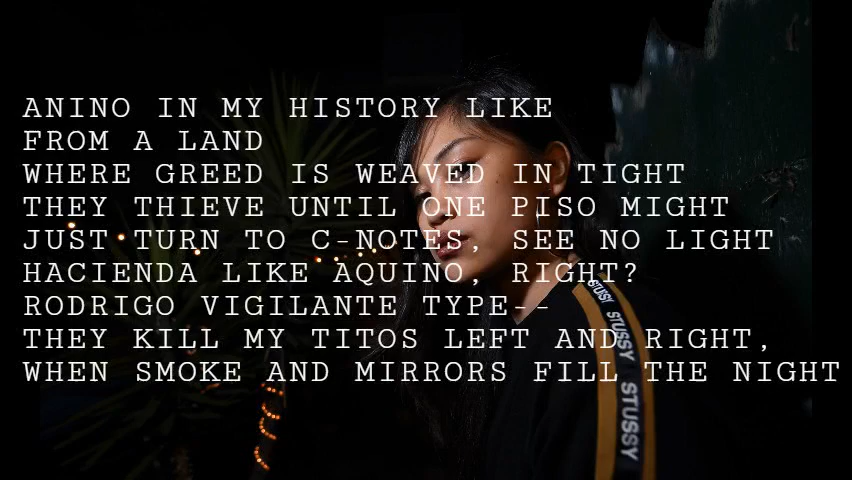 ANINO IN MY HISTORY LIKE
FROM A LAND
WHERE GREED IS WEAVED IN TIGHT
THEY THIEVE UNTIL ONE PISO MIGHT
JUST TURN TO C-NOTES, SEE NO LIGHT
HACIENDA LIKE AQUINO, RIGHT?
RODRIGO VIGILANTE TYPE--
THEY KILL MY TITOS LEFT AND RIGHT,
WHEN SMOKE AND MIRRORS FILL THE NIGHT
STUSSY
STUSSY
STUSSY